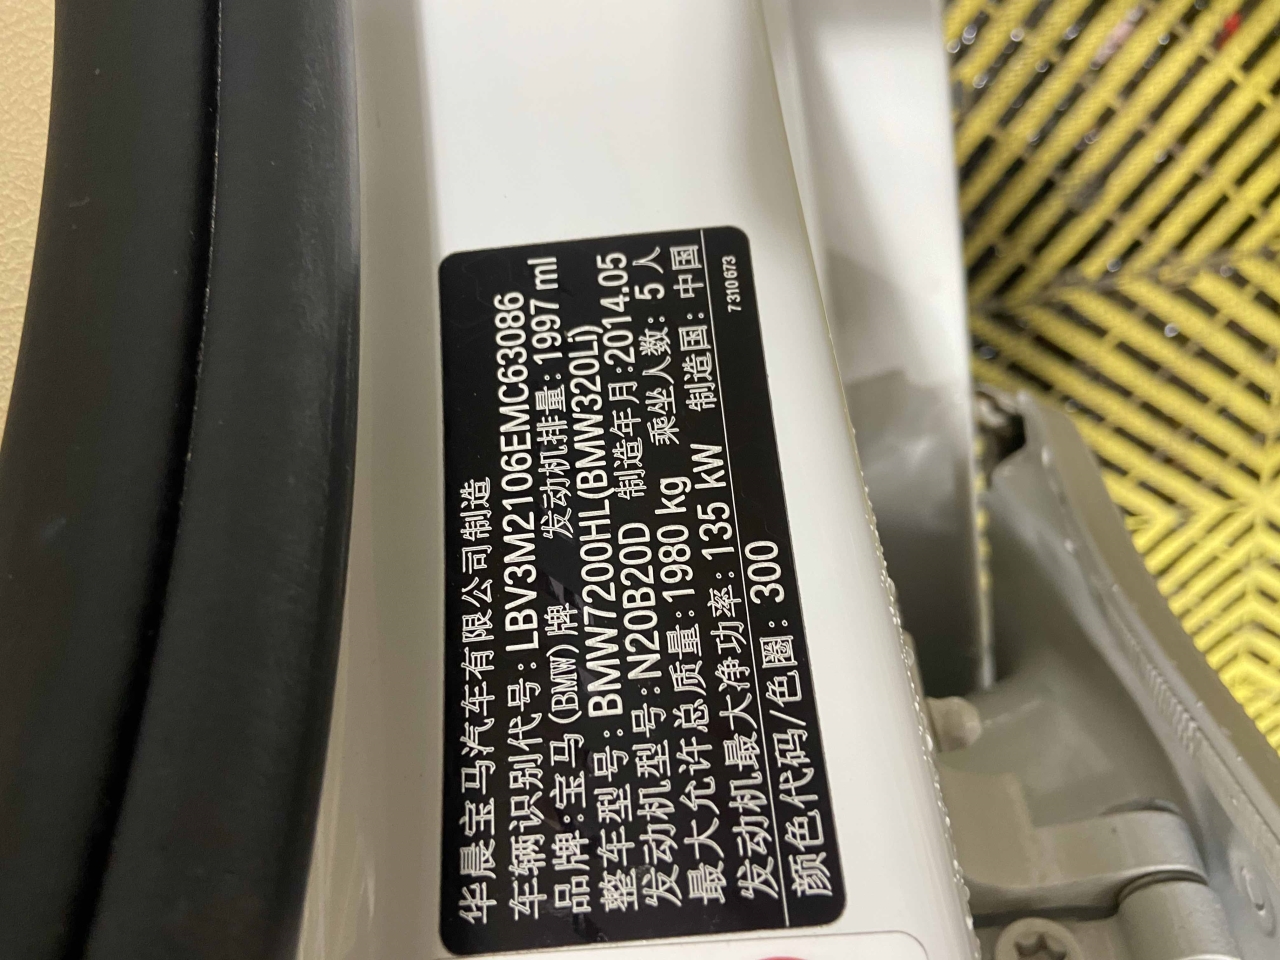 华晨宝马汽车有限公司制造
车辆识别代号:LBV3M2106EMC63086
品牌:宝马(BMW)牌 发动机排量:1997 ml
整车型号:BMW7200HL(BMW320Li)
发动机型号:N20B20D 制造年月:2014.05
最大允许总质量:1980 kg 乘坐人数:5人
发动机最大净功率:135 kW 制造国:中国
颜色代码/色圈:300
7310673